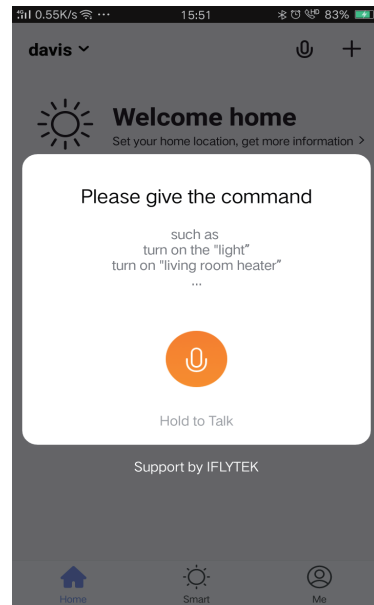 4G 0.55K/s ··· 15:51 HD 83%
davis
Welcome home
Set your home location, get more information >
Please give the command
such as
turn on the "light"
turn on "living room heater"
...
Hold to Talk
Support by IFLYTEK
Home Smart Me